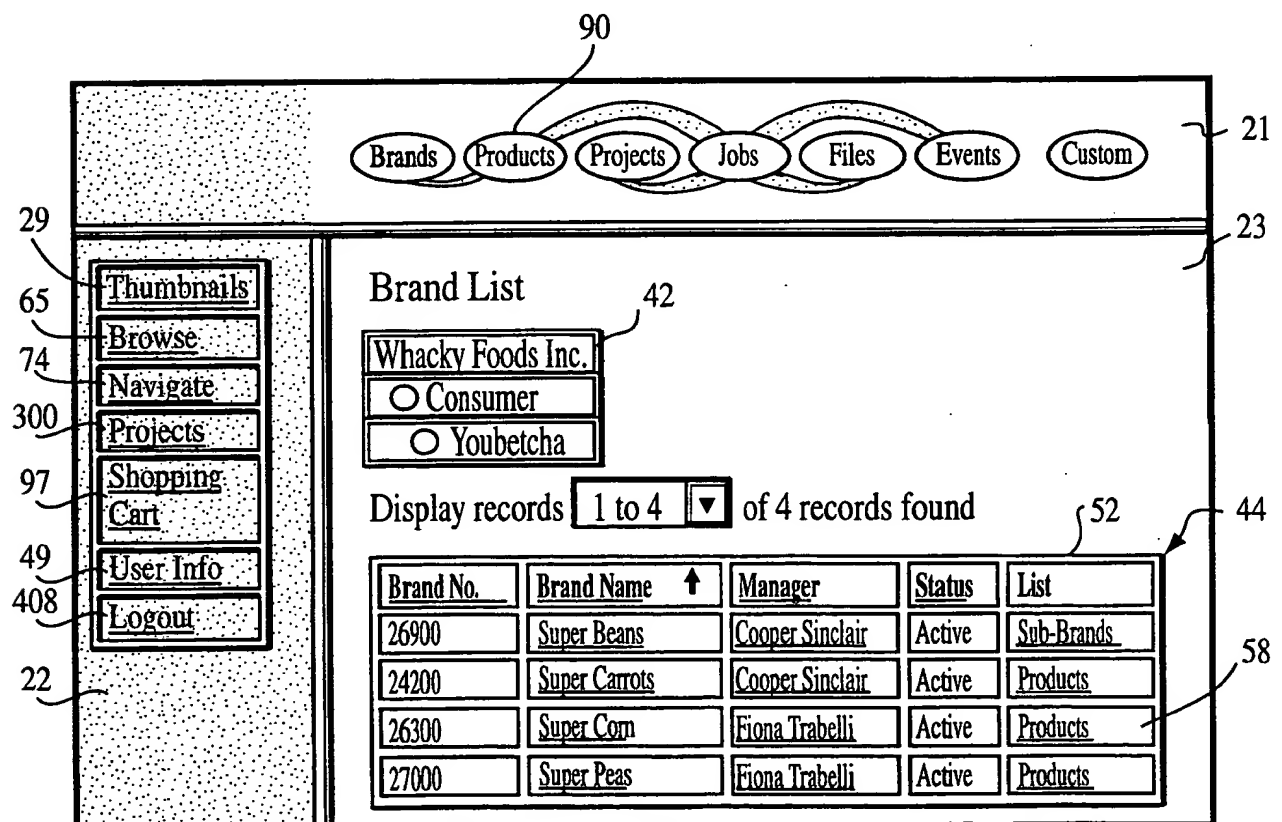 90
Brands Products Projects Jobs Files Events Custom
21
23
29
Thumbnails
65
Browse
74
Navigate
300
Projects
97
Shopping
Cart
49
User Info
408
Logout
22
Brand List
42
Whacky Foods Inc.
Consumer
Youbetcha
Display records 1 to 4 of 4 records found
52
44
Brand No. Brand Name Manager Status List
26900 Super Beans Cooper Sinclair Active Sub-Brands
24200 Super Carrots Cooper Sinclair Active Products
58
26300 Super Corn Fiona Trabelli Active Products
27000 Super Peas Fiona Trabelli Active Products